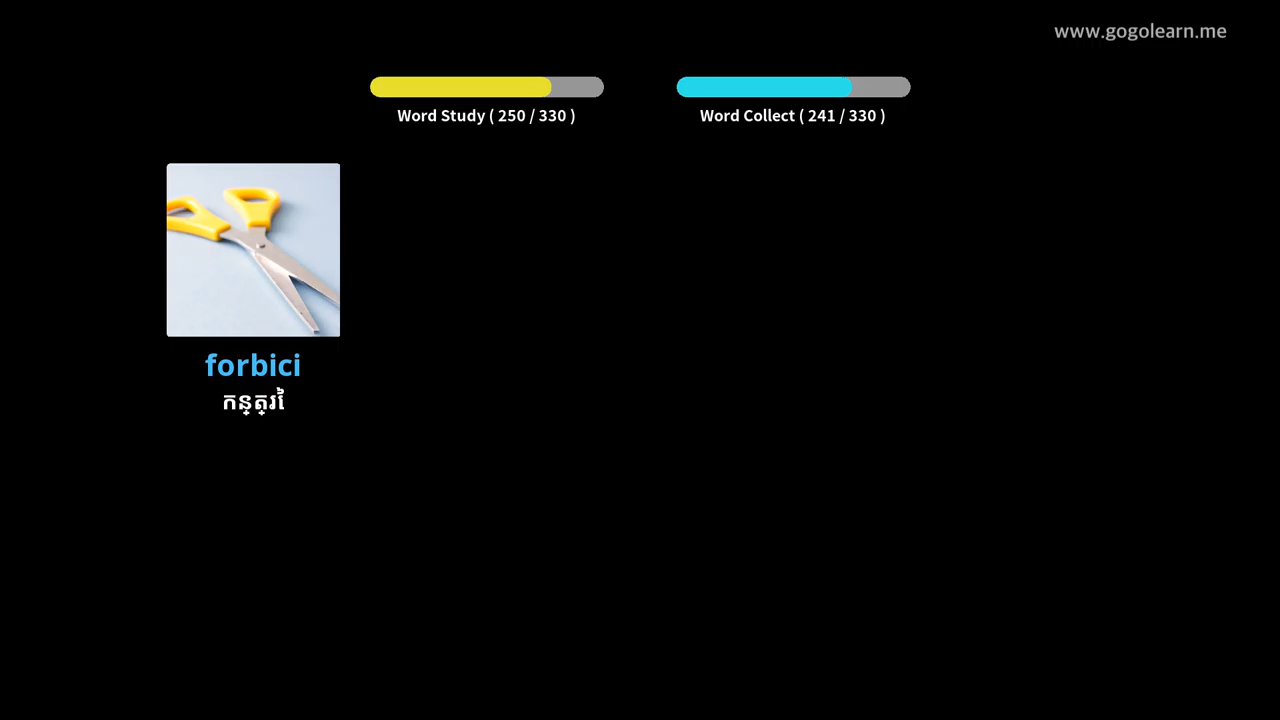 www.gogolearn.me
Word Study ( 250 / 330 )
Word Collect ( 241 / 330 )
forbici
កន្ត្រៃ